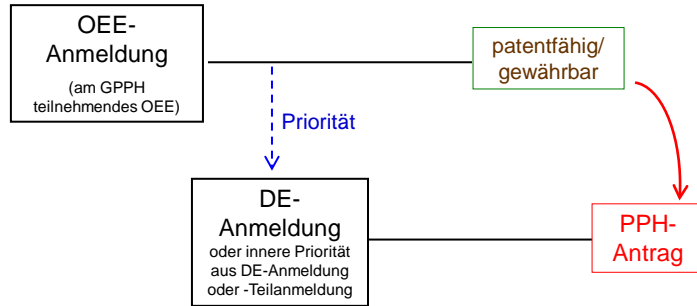 OEE-
Anmeldung
(am GPPH
teilnehmendes OEE)
patentfähig/
gewährbar
Priorität
DE-
Anmeldung
oder innere Priorität
aus DE-Anmeldung
oder -Teilanmeldung
PPH-
Antrag